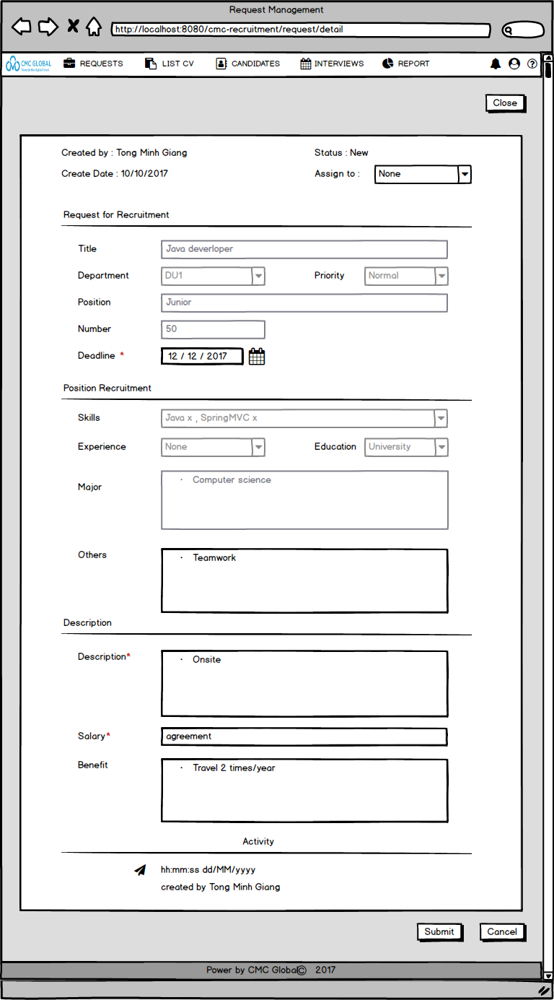 Request Management
http://localhost:8080/cmc-recruitment/request/detail
CMC GLOBAL REQUESTS LIST CV CANDIDATES INTERVIEWS REPORT
Close
Created by : Tong Minh Giang Status : New
Create Date : 10/10/2017 Assign to : None
Request for Recruitment
Title Java deverloper
Department DU1 Priority Normal
Position Junior
Number 50
Deadline * 12 / 12 / 2017
Position Recruitment
Skills Java x , SpringMVC x
Experience None Education University
Major · Computer science
Others · Teamwork
Description
Description* · Onsite
Salary* agreement
Benefit · Travel 2 times/year
Activity
hh:mm:ss dd/MM/yyyy
created by Tong Minh Giang
Submit Cancel
Power by CMC Global© 2017